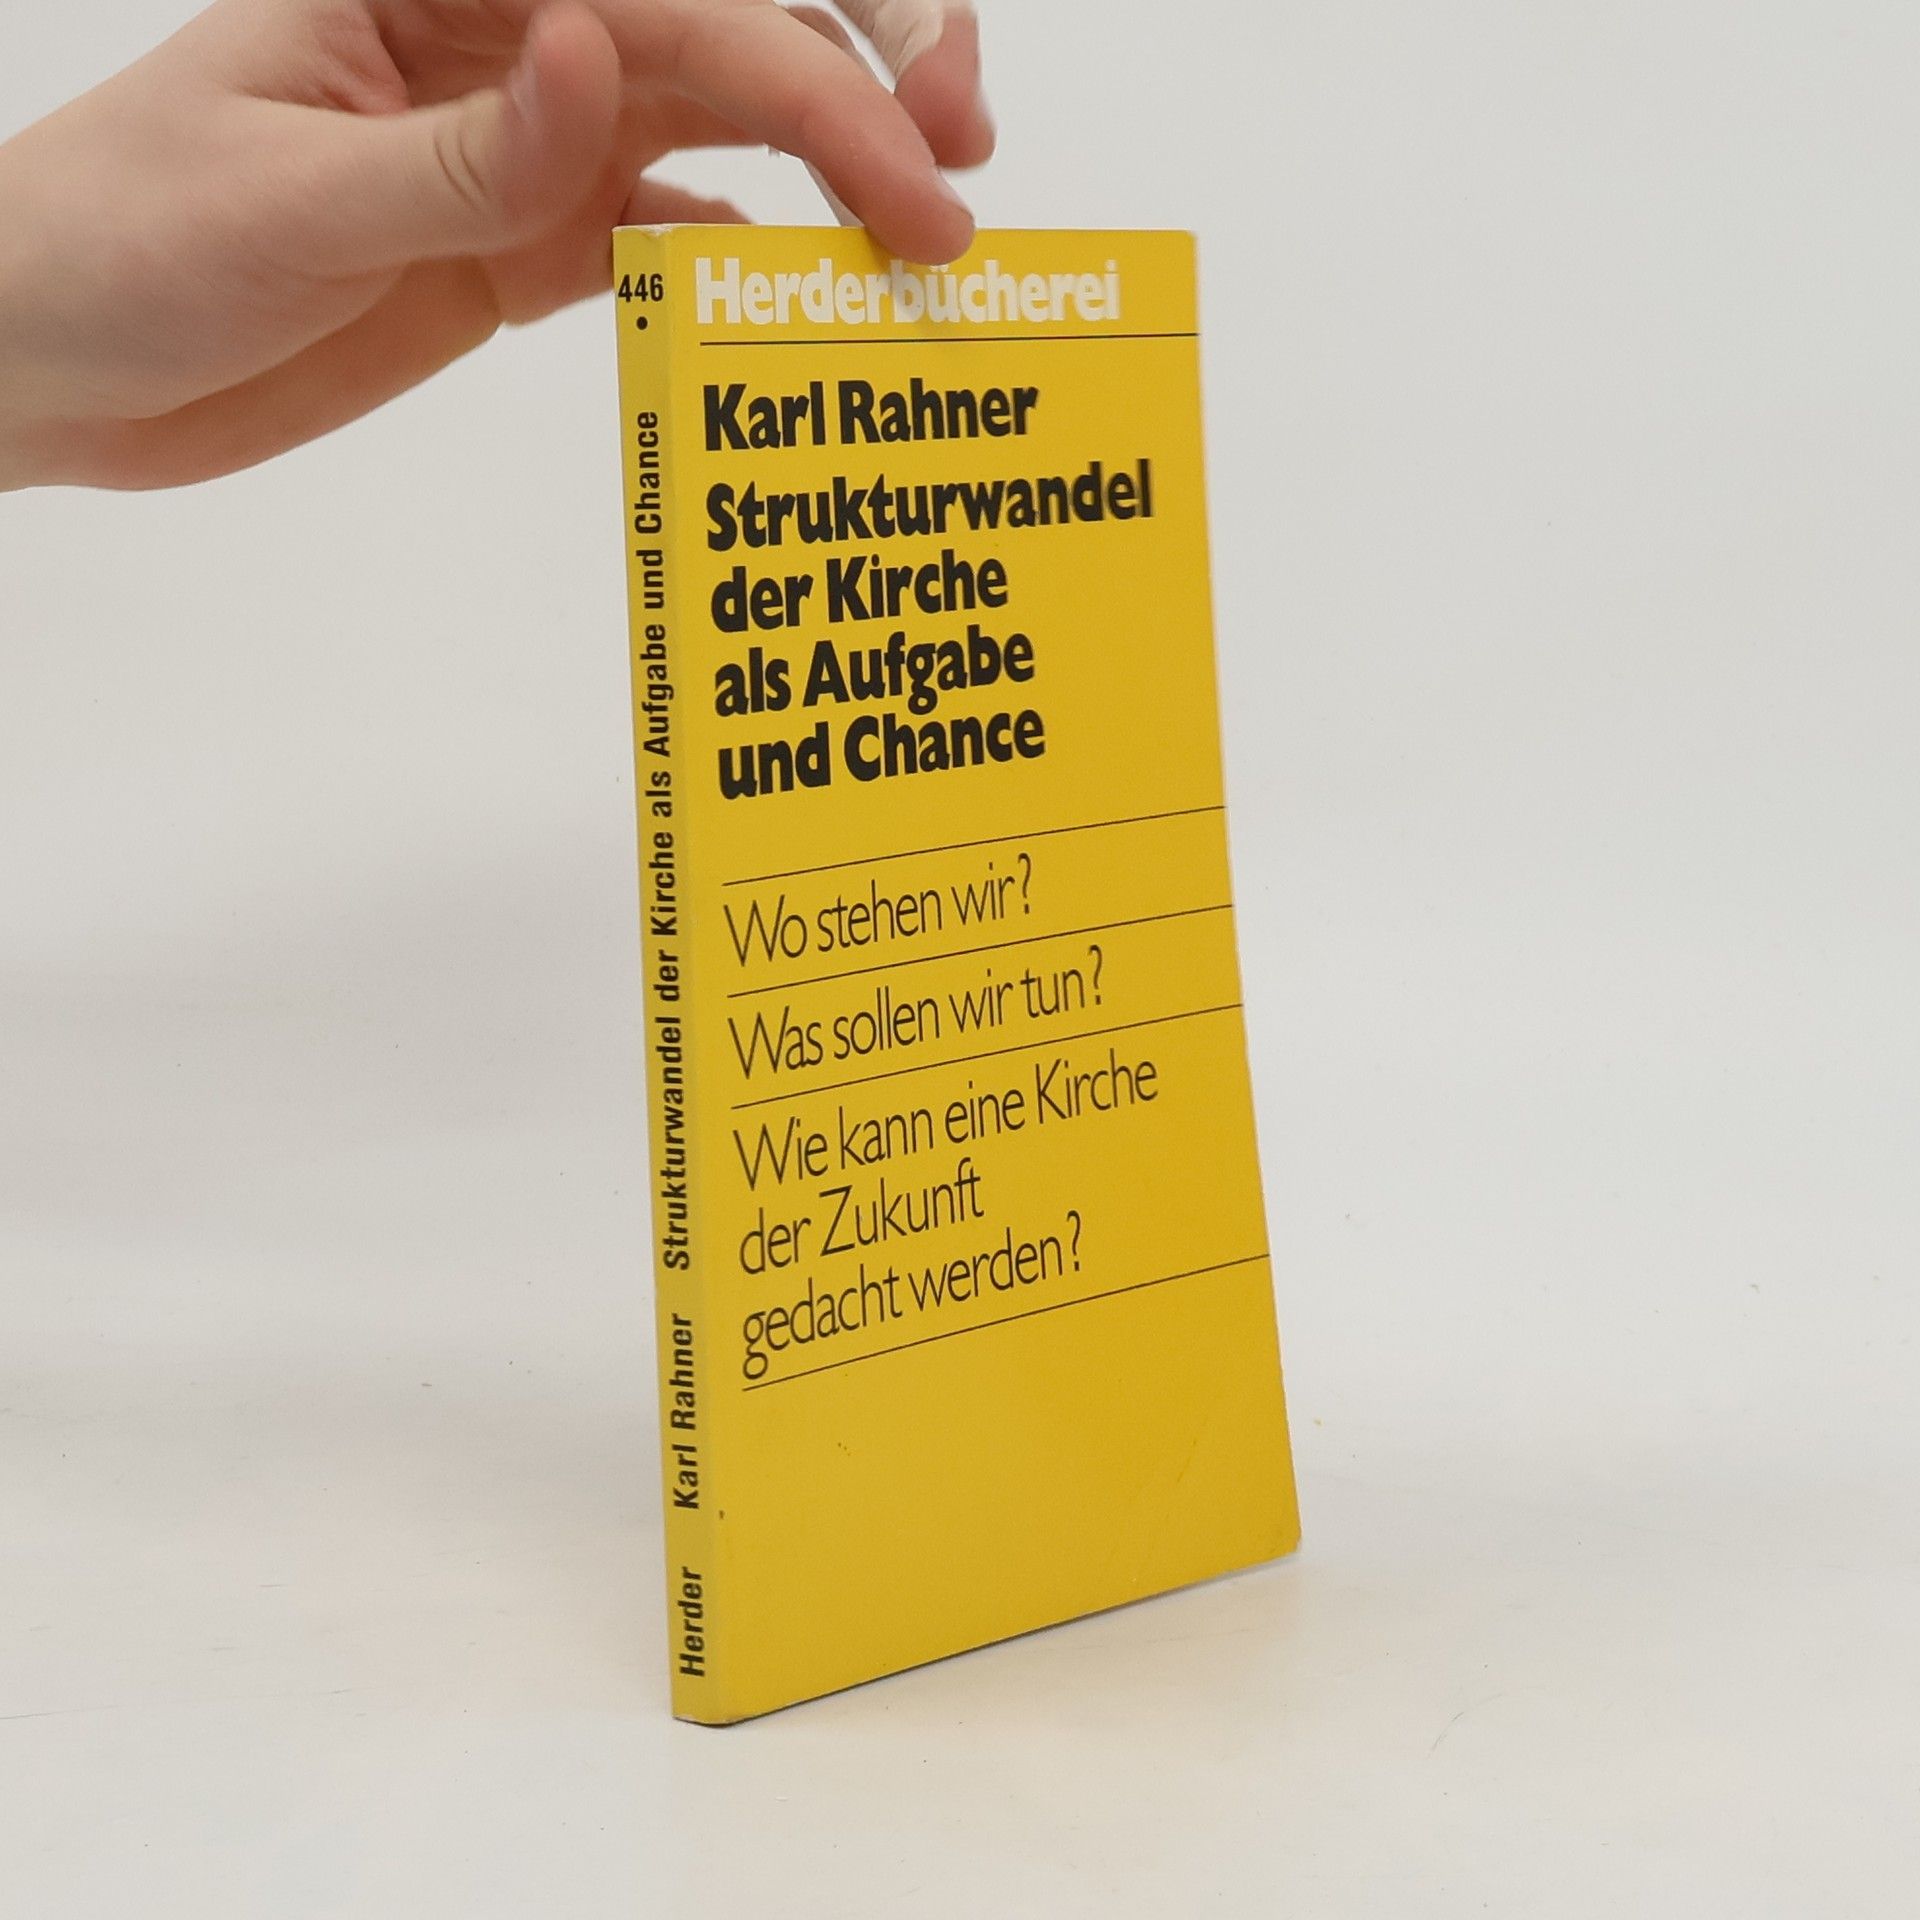 446
Herder Karl Rahner Strukturwandel der Kirche als Aufgabe und Chance
Herderbücherei
Karl Rahner
Strukturwandel
der Kirche
als Aufgabe
und Chance
Wo stehen wir?
Was sollen wir tun?
Wie kann eine Kirche
der Zukunft
gedacht werden?